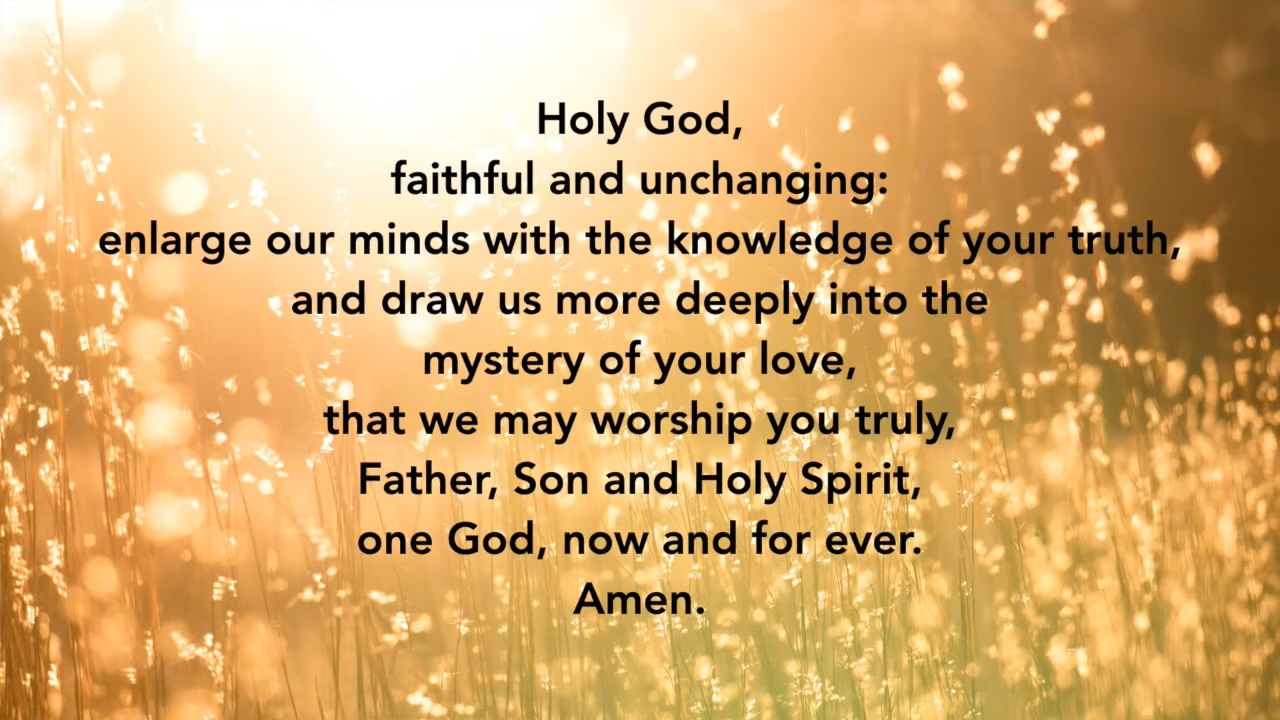 Holy God,
faithful and unchanging:
enlarge our minds with the knowledge of your truth,
and draw us more deeply into the
mystery of your love,
that we may worship you truly,
Father, Son and Holy Spirit,
one God, now and for ever.
Amen.